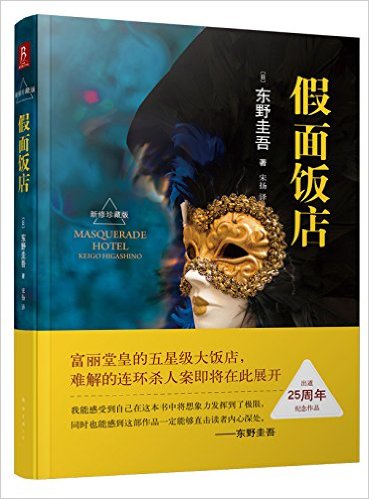 新修珍藏版
假面饭店
〔日〕东野圭吾 著
宋扬 译
〔日〕
东野圭吾
著
宋扬 译
假面饭店
新修珍藏版
MASQUERADE
HOTEL
KEIGO HIGASHINO
富丽堂皇的五星级大饭店，
难解的连环杀人案即将在此展开
出道
25周年
纪念作品
我能感受到自己在这本书中将想象力发挥到了极限，
同时也能感到这部作品一定能够直击读者内心深处。
——东野圭吾